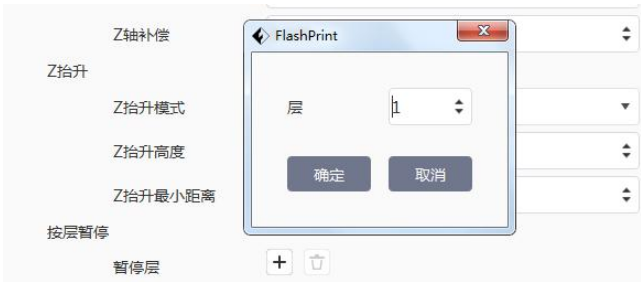 Z轴补偿
FlashPrint
Z抬升
Z抬升模式
层 1
Z抬升高度
确定 取消
Z抬升最小距离
按层暂停
暂停层